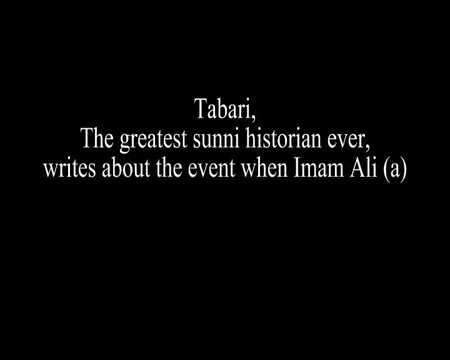 Tabari,
The greatest sunni historian ever,
writes about the event when Imam Ali (a)